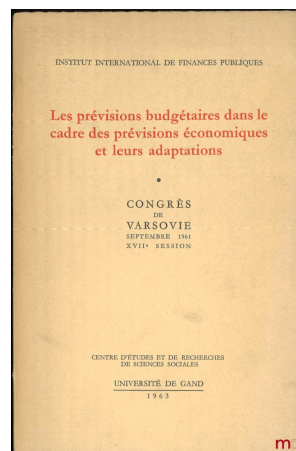 INSTITUT INTERNATIONAL DE FINANCES PUBLIQUES
Les prévisions budgétaires dans le
cadre des prévisions économiques
et leurs adaptations
CONGRÈS
DE
VARSOVIE
SEPTEMBRE 1961
XVIIe SESSION
CENTRE D'ÉTUDES ET DE RECHERCHES
DE SCIENCES SOCIALES
UNIVERSITÉ DE GAND
1963